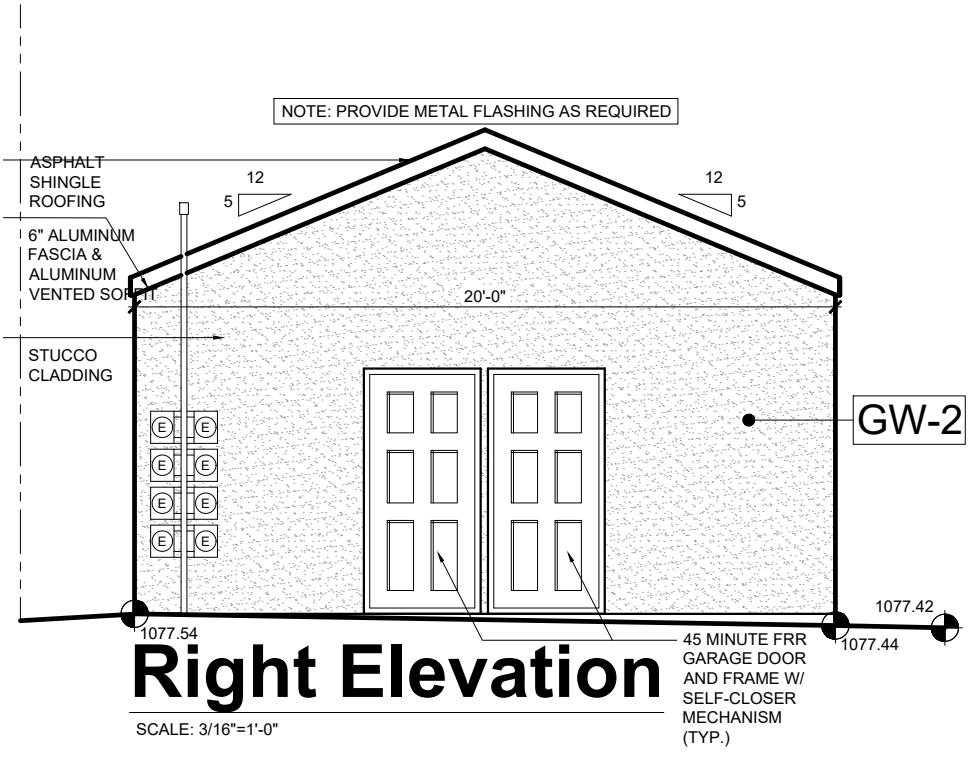 NOTE: PROVIDE METAL FLASHING AS REQUIRED
ASPHALT
SHINGLE
ROOFING
12
5
12
5
6" ALUMINUM
FASCIA &
ALUMINUM
VENTED SOFFIT
20'-0"
STUCCO
CLADDING
GW-2
E E
E E
E E
E E
1077.54
1077.42
1077.44
45 MINUTE FRR
GARAGE DOOR
AND FRAME W/
SELF-CLOSER
MECHANISM
(TYP.)
Right Elevation
SCALE: 3/16"=1'-0"